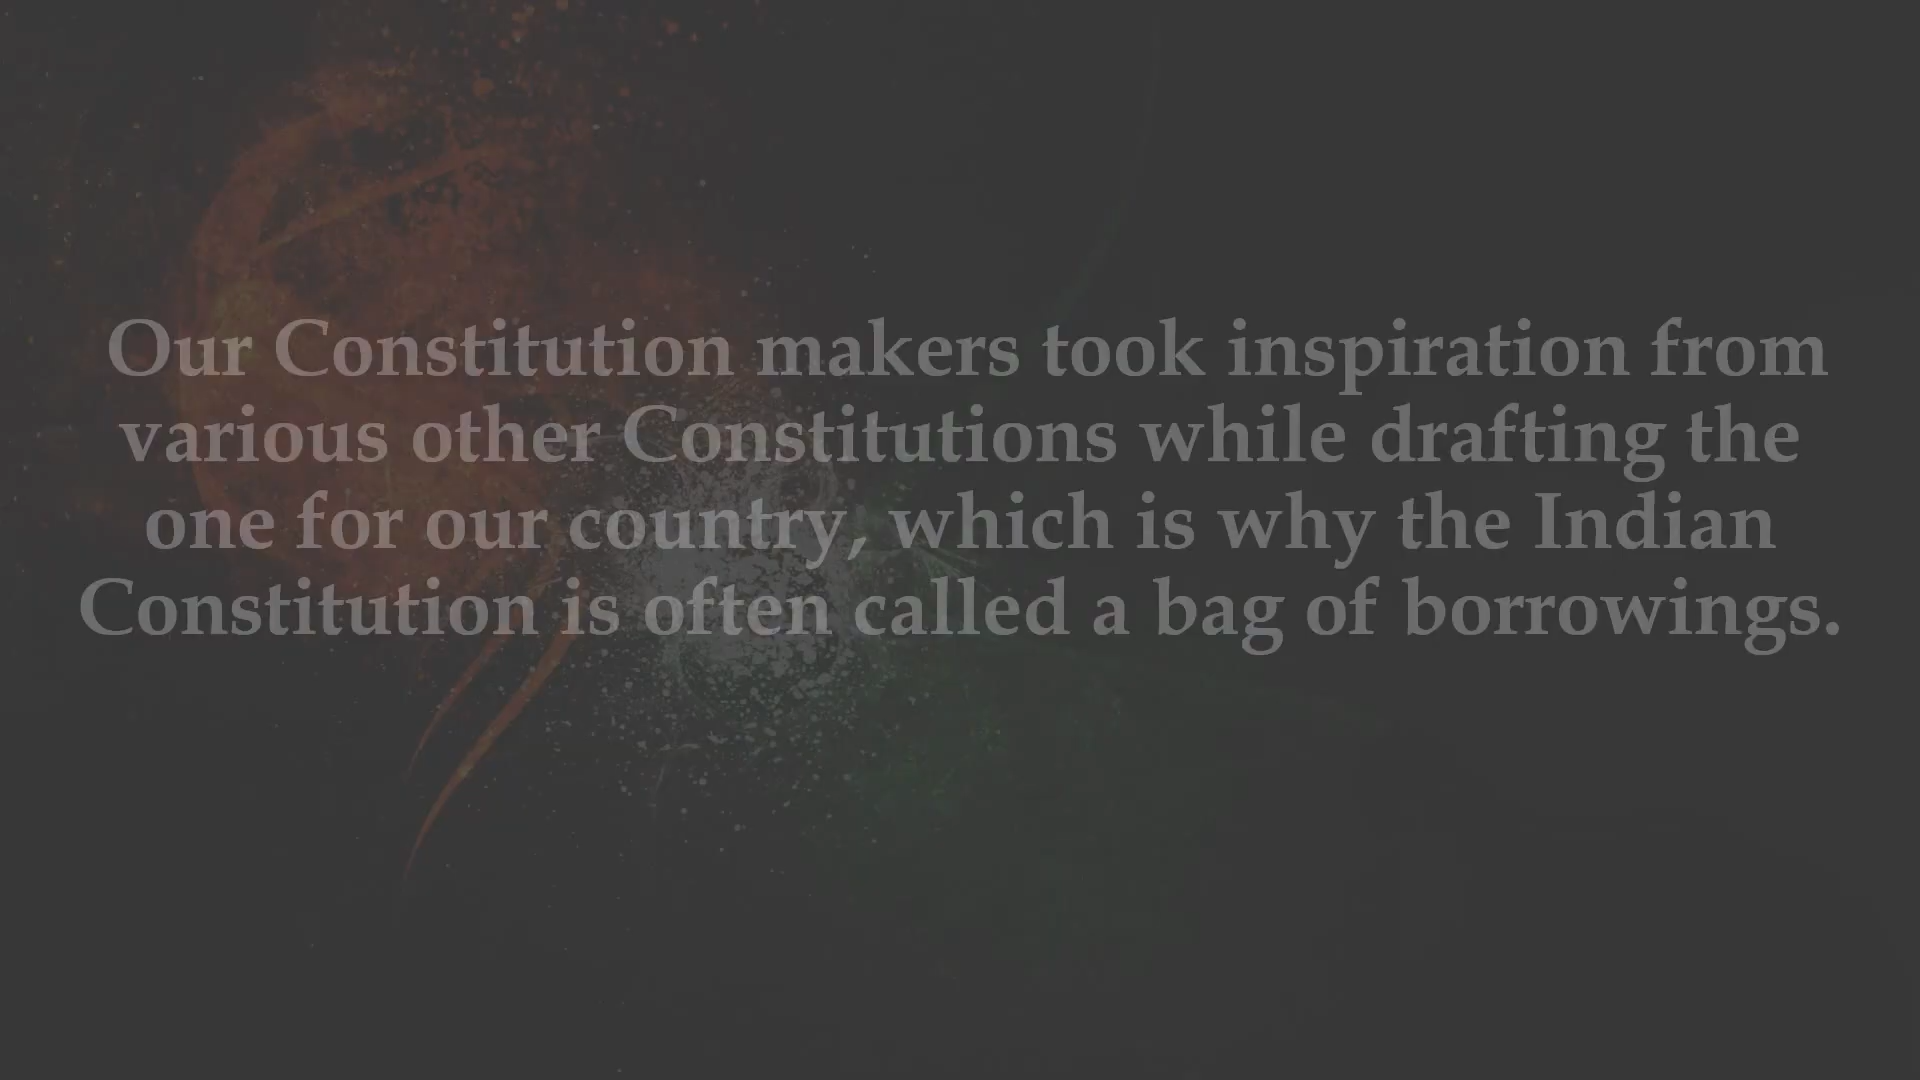 Our Constitution makers took inspiration from
various other Constitutions while drafting the
one for our country, which is why the Indian
Constitution is often called a bag of borrowings.